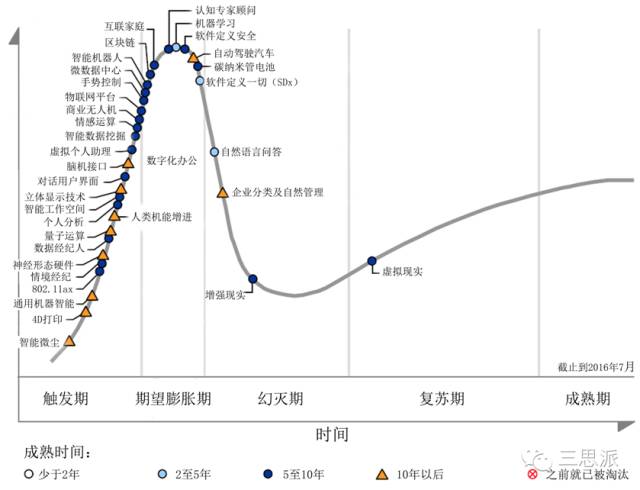 认知专家顾问
机器学习
软件定义安全
自动驾驶汽车
碳纳米管电池
软件定义一切（SDx）
自然语言问答
企业分类及自然管理
互联家庭
区块链
智能机器人
微数据中心
手势控制
物联网平台
商业无人机
情感运算
智能数据挖掘
虚拟个人助理
数字化办公
脑机接口
对话用户界面
立体显示技术
智能工作空间
个人分析
人类机能增进
量子运算
数据经纪人
神经形态硬件
情境经纪
802.11ax
通用机器智能
4D打印
智能微尘
增强现实
虚拟现实
截止到2016年7月
触发期 期望膨胀期 幻灭期 复苏期 成熟期
时间
成熟时间：
少于2年 2至5年 5至10年 10年以后 之前就已被淘汰
三思派